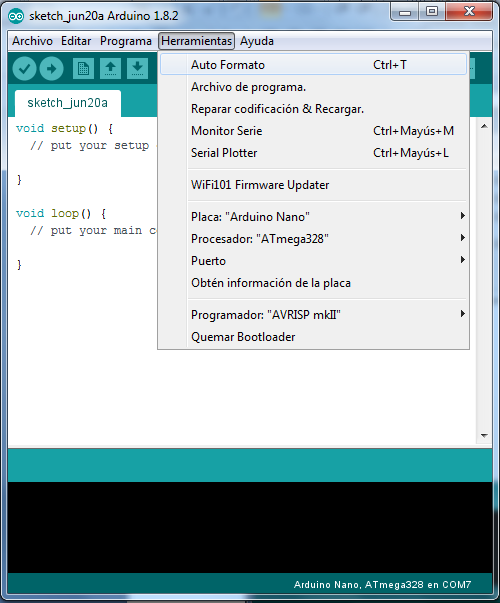 sketch_jun20a Arduino 1.8.2
Archivo Editar Programa Herramientas Ayuda
Auto Formato Ctrl+T
Archivo de programa.
Reparar codificación & Recargar.
Monitor Serie Ctrl+Mayús+M
Serial Plotter Ctrl+Mayús+L
WiFi101 Firmware Updater
Placa: "Arduino Nano"
Procesador: "ATmega328"
Puerto
Obtén información de la placa
Programador: "AVRISP mkII"
Quemar Bootloader
sketch_jun20a
void setup() {
// put your setup
}
void loop() {
// put your main
}
Arduino Nano, ATmega328 en COM7